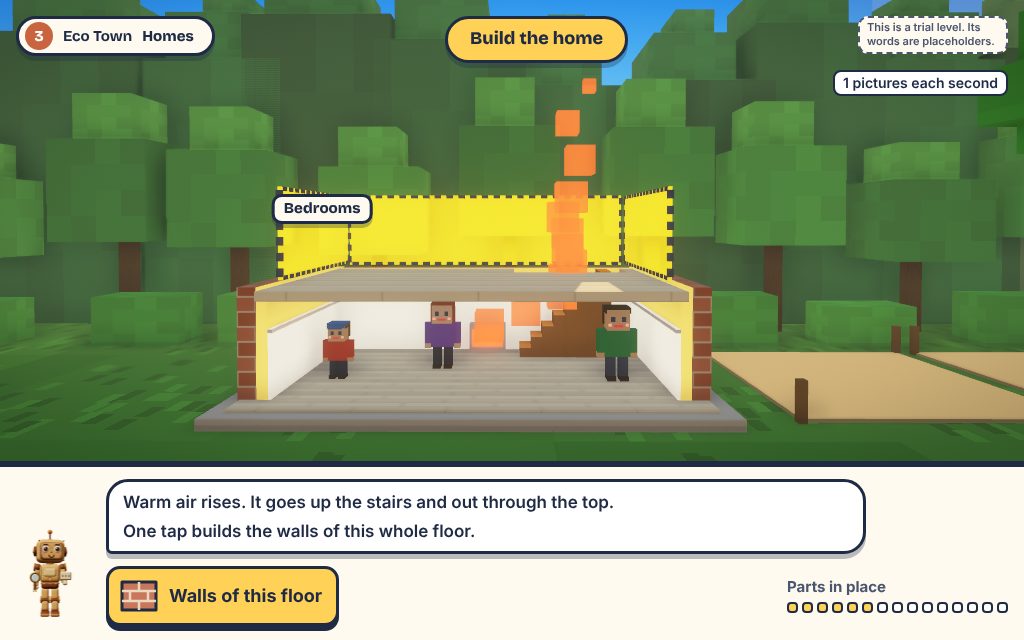 3 Eco Town Homes
Build the home
This is a trial level. Its
words are placeholders.
1 pictures each second
Bedrooms
Warm air rises. It goes up the stairs and out through the top.
One tap builds the walls of this whole floor.
Walls of this floor
Parts in place